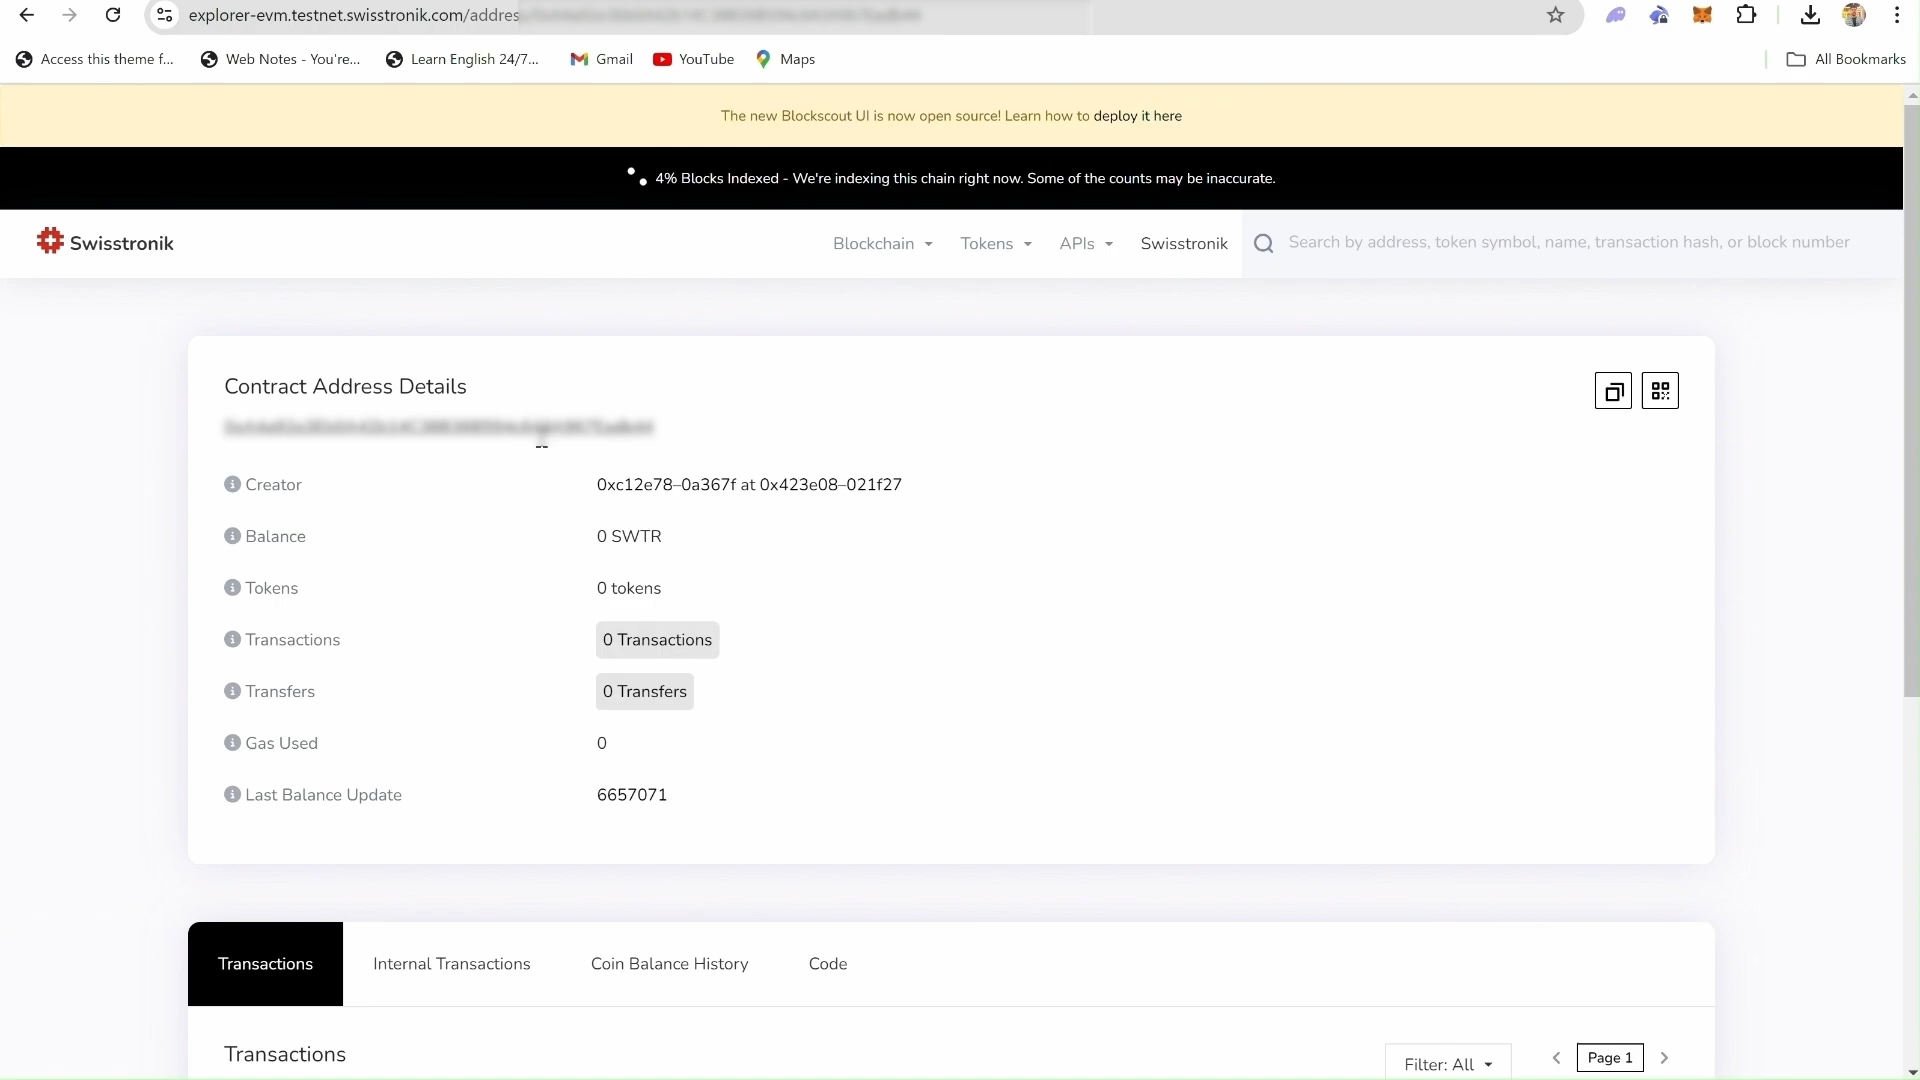 explorer-evm.testnet.swisstronik.com/addres
Access this theme f... Web Notes - You're... Learn English 24/7... Gmail YouTube Maps All Bookmarks
The new Blockscout UI is now open source! Learn how to deploy it here
4% Blocks Indexed - We're indexing this chain right now. Some of the counts may be inaccurate.
Swisstronik Blockchain Tokens APIs Swisstronik Search by address, token symbol, name, transaction hash, or block number
Contract Address Details
Creator 0xc12e78–0a367f at 0x423e08–021f27
Balance 0 SWTR
Tokens 0 tokens
Transactions 0 Transactions
Transfers 0 Transfers
Gas Used 0
Last Balance Update 6657071
Transactions Internal Transactions Coin Balance History Code
Transactions Filter: All Page 1